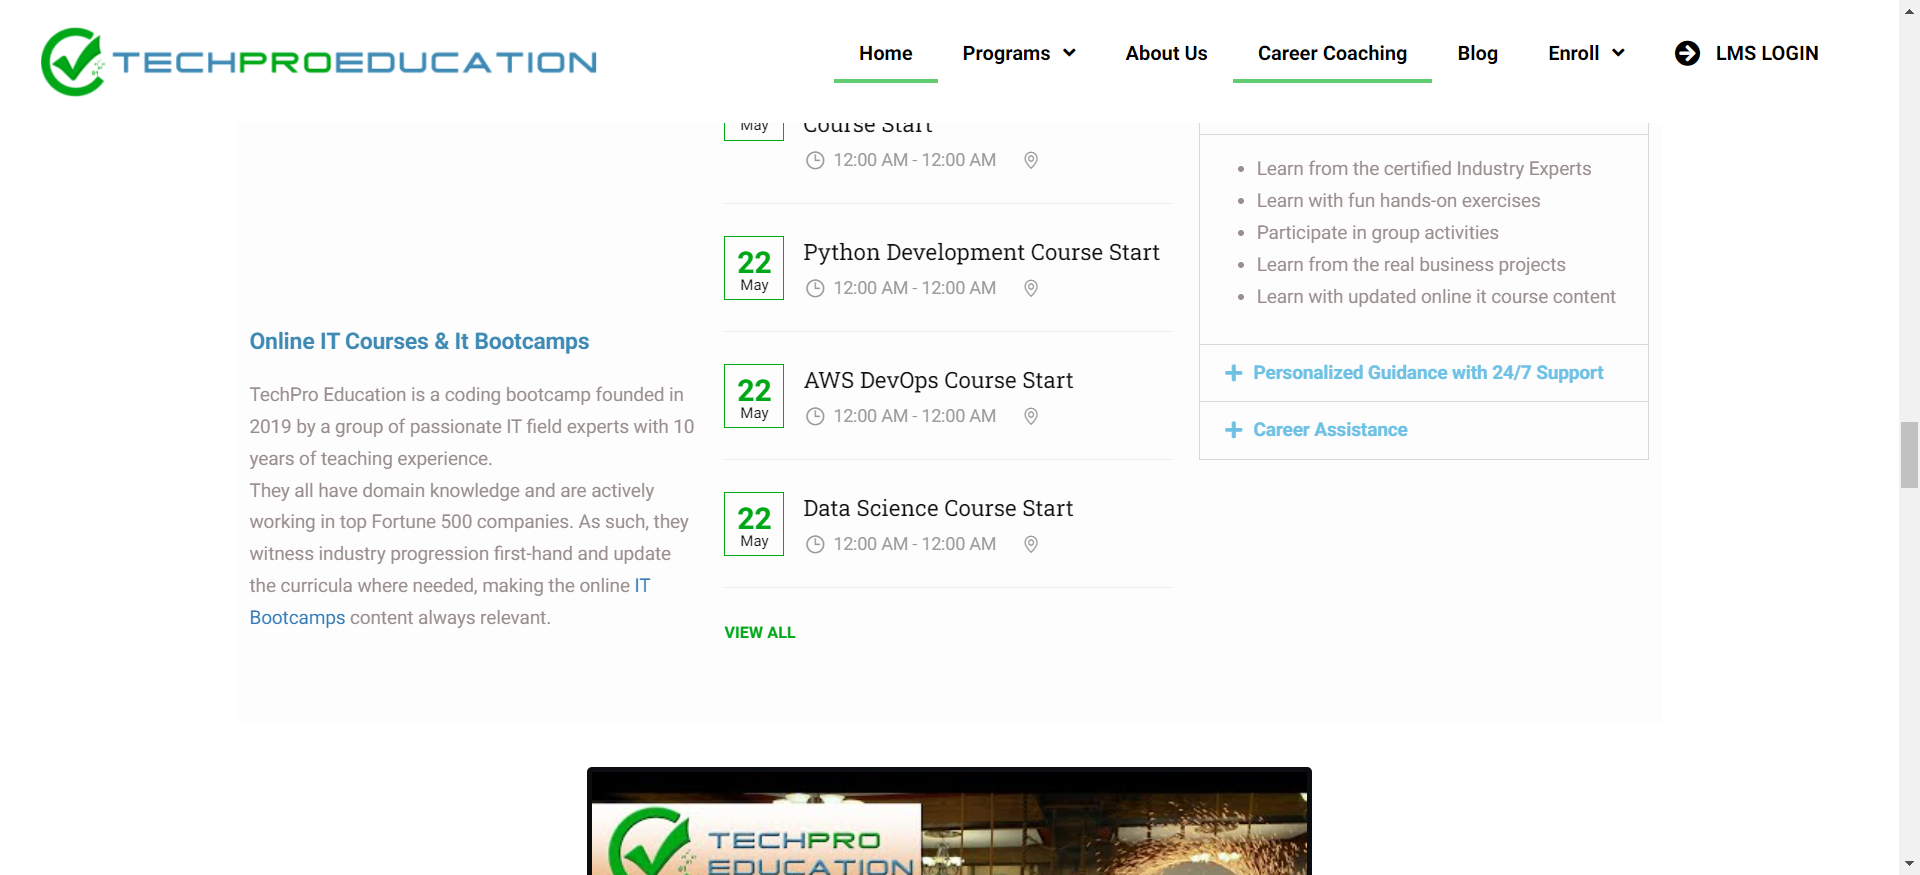 TECHPROEDUCATION
Home
Programs
About Us
Career Coaching
Blog
Enroll
LMS LOGIN
Online IT Courses & It Bootcamps
TechPro Education is a coding bootcamp founded in
2019 by a group of passionate IT field experts with 10
years of teaching experience.
They all have domain knowledge and are actively
working in top Fortune 500 companies. As such, they
witness industry progression first-hand and update
the curricula where needed, making the online IT
Bootcamps content always relevant.
May
Course Start
12:00 AM - 12:00 AM
22
May
Python Development Course Start
12:00 AM - 12:00 AM
22
May
AWS DevOps Course Start
12:00 AM - 12:00 AM
22
May
Data Science Course Start
12:00 AM - 12:00 AM
VIEW ALL
Learn from the certified Industry Experts
Learn with fun hands-on exercises
Participate in group activities
Learn from the real business projects
Learn with updated online it course content
Personalized Guidance with 24/7 Support
Career Assistance
TECHPRO
EDUCATION